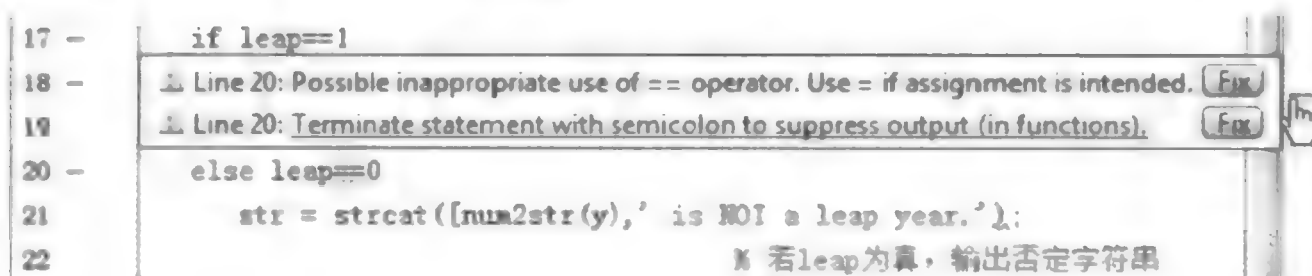 17 - if leap==1
18 - Line 20: Possible inappropriate use of == operator. Use = if assignment is intended. Fix
19 Line 20: Terminate statement with semicolon to suppress output (in functions). Fix
20 - else leap==0
21 str = strcat([num2str(y),' is NOT a leap year.');
22 % 若leap为真，输出否定字符串